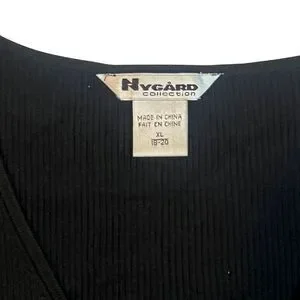 NYGÅRD
collection
MADE IN CHINA
FAIT EN CHINE
XL
18-20